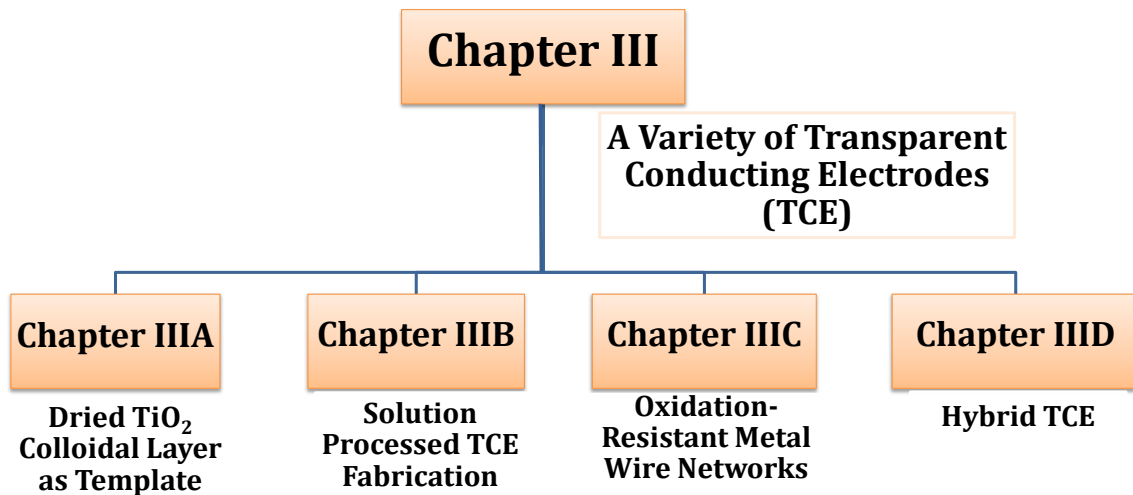 Chapter III
A Variety of Transparent
Conducting Electrodes
(TCE)
Chapter IIIA
Chapter IIIB
Chapter IIIC
Chapter IIID
Dried TiO₂
Colloidal Layer
as Template
Solution
Processed TCE
Fabrication
Oxidation-
Resistant Metal
Wire Networks
Hybrid TCE